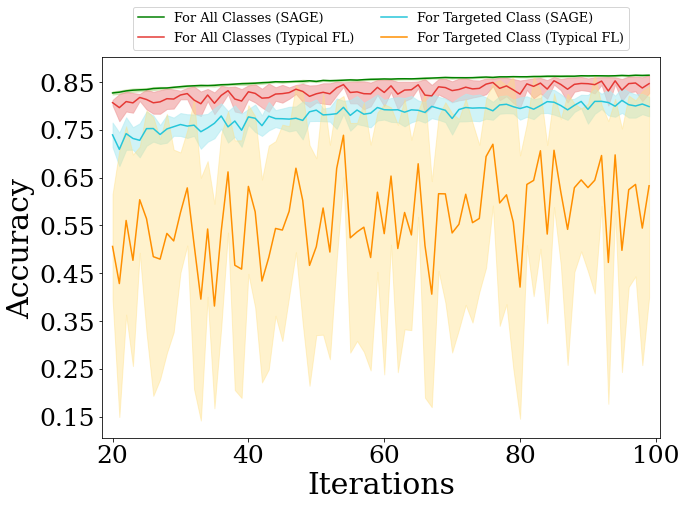 For All Classes (SAGE)
For All Classes (Typical FL)
For Targeted Class (SAGE)
For Targeted Class (Typical FL)
Accuracy
0.85
0.75
0.65
0.55
0.45
0.35
0.25
0.15
20 40 60 80 100
Iterations